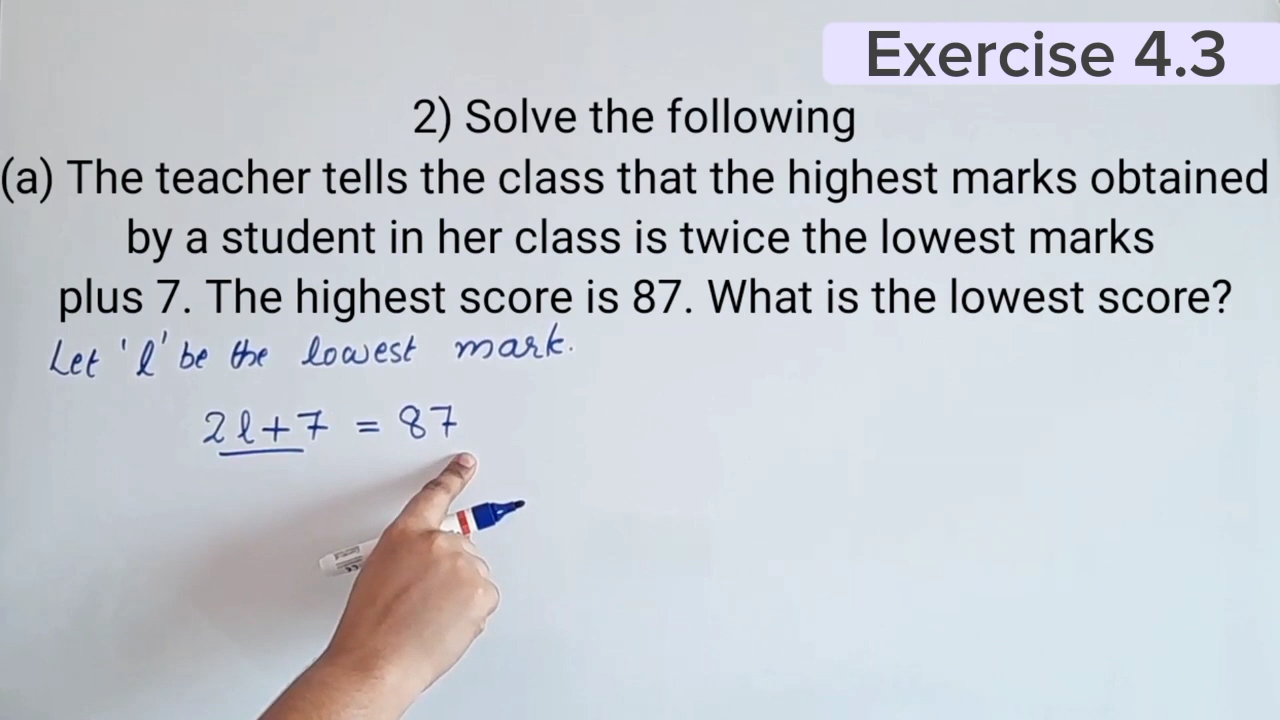 Exercise 4.3
2) Solve the following
(a) The teacher tells the class that the highest marks obtained
by a student in her class is twice the lowest marks
plus 7. The highest score is 87. What is the lowest score?
Let 'l' be the lowest mark.
2l+7 = 87